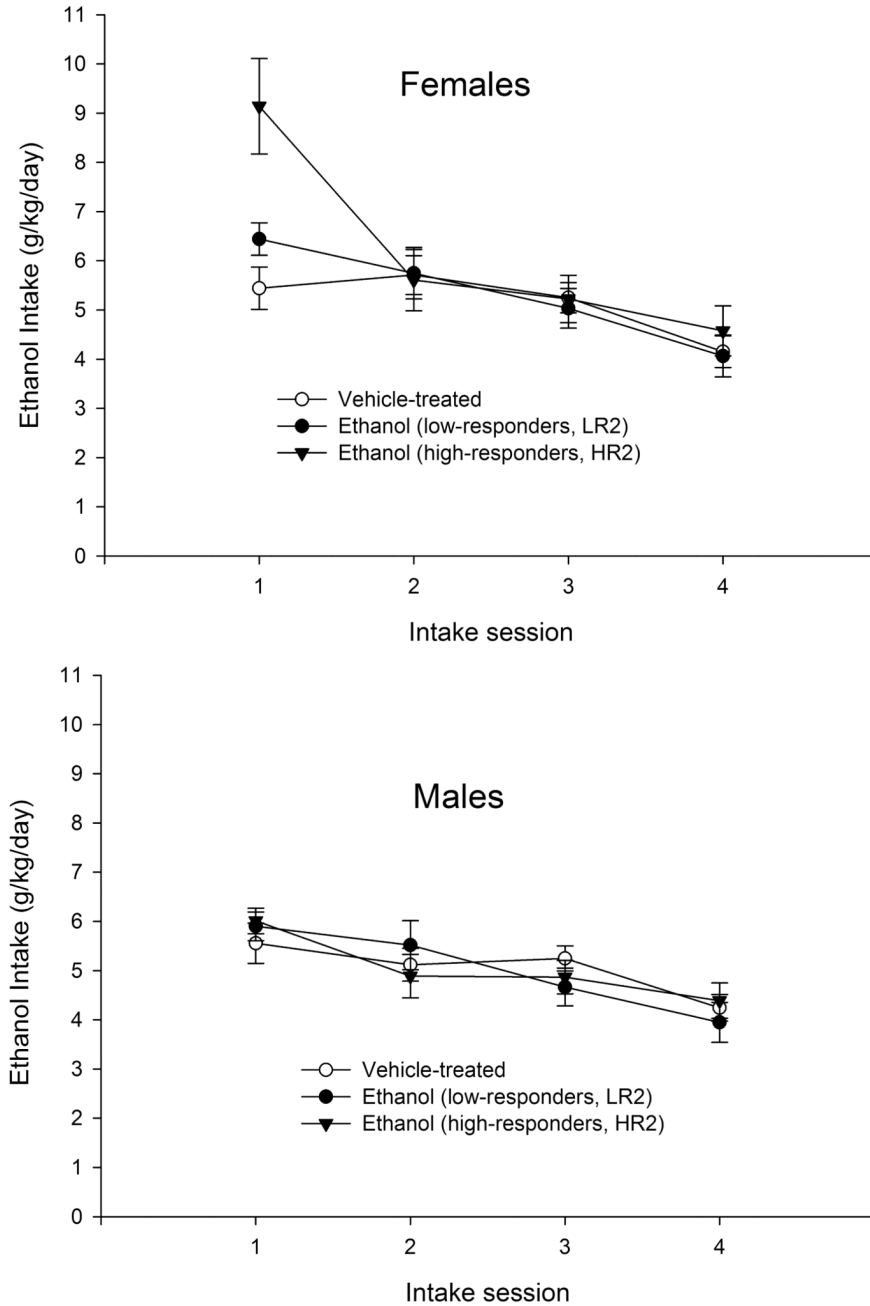 Females
Ethanol Intake (g/kg/day)
11
10
9
8
7
6
5
4
3
2
1
0
Vehicle-treated
Ethanol (low-responders, LR2)
Ethanol (high-responders, HR2)
1 2 3 4
Intake session
Males
Ethanol Intake (g/kg/day)
11
10
9
8
7
6
5
4
3
2
1
0
Vehicle-treated
Ethanol (low-responders, LR2)
Ethanol (high-responders, HR2)
1 2 3 4
Intake session